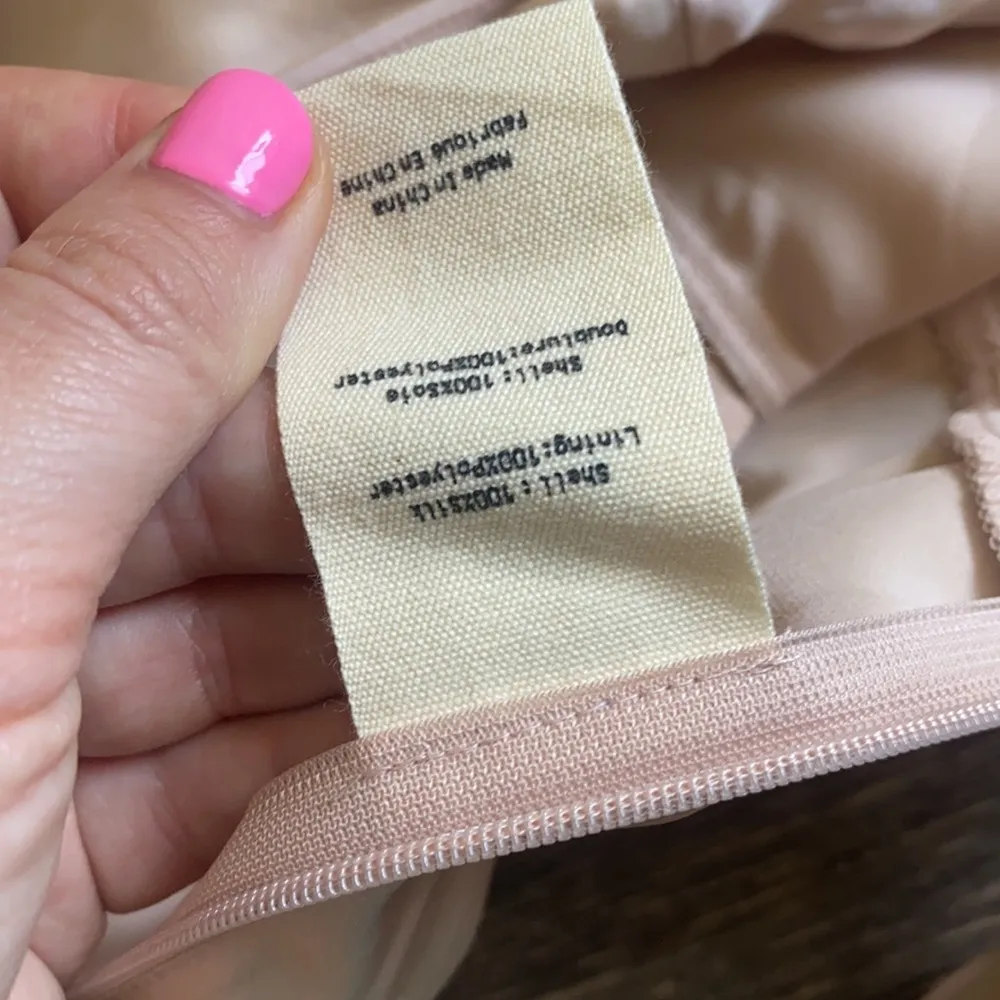 Shell : 100%Silk
Lining:100%Polyester
Shell: 100%Soie
Doublure:100%Polyester
Made In China
Fabriqué En Chine